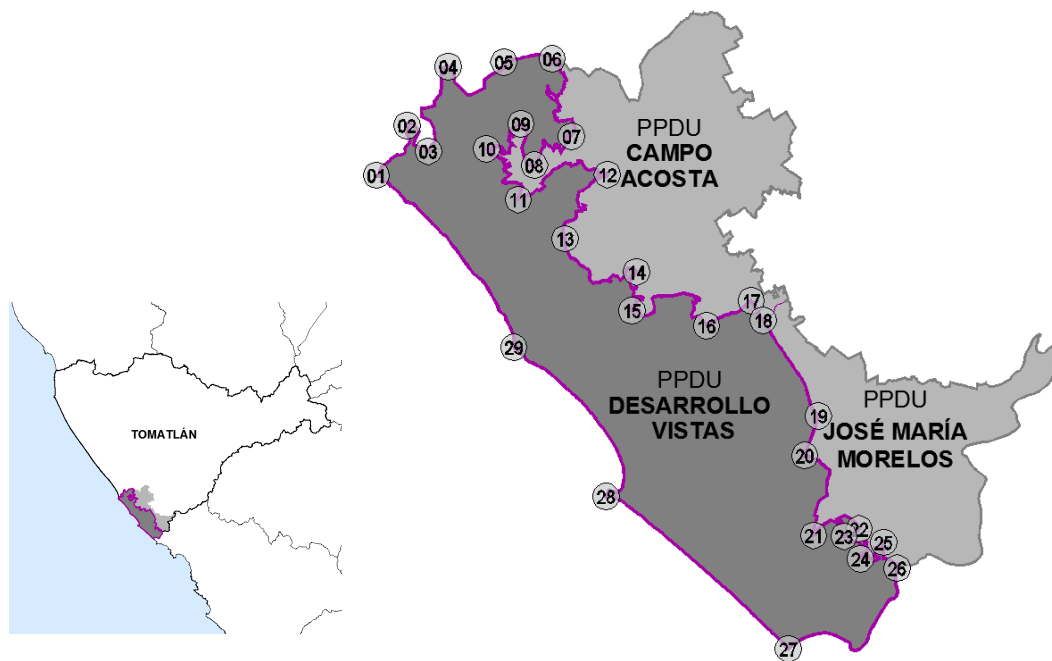 04
05
06
02
09
07
03
10
08
01
12
11
PPDU
CAMPO
ACOSTA
13
14
15
17
18
16
29
PPDU
DESARROLLO
VISTAS
PPDU
JOSÉ MARÍA
MORELOS
19
20
28
21
22
23
25
24
26
27
TOMATLÁN